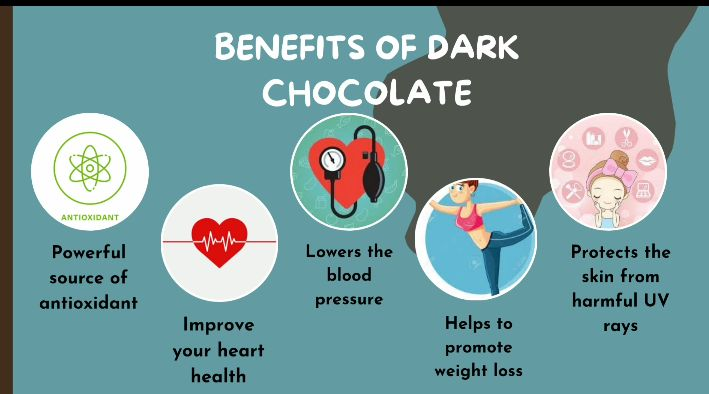 BENEFITS OF DARK
CHOCOLATE
ANTIOXIDANT
Powerful
source of
antioxidant
Improve
your heart
health
Lowers the
blood
pressure
Helps to
promote
weight loss
Protects the
skin from
harmful UV
rays